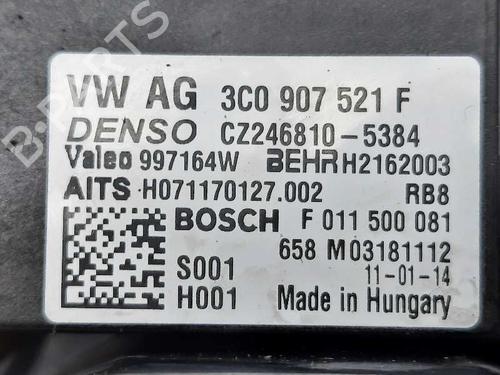 VW AG 3C0 907 521 F
DENSO CZ246810-5384
Valeo 997164W BEHR H2162003
AITS H071170127.002 RB8
BOSCH F 011 500 081
658 M03181112
S001 11-01-14
H001 Made in Hungary
B-PARTS